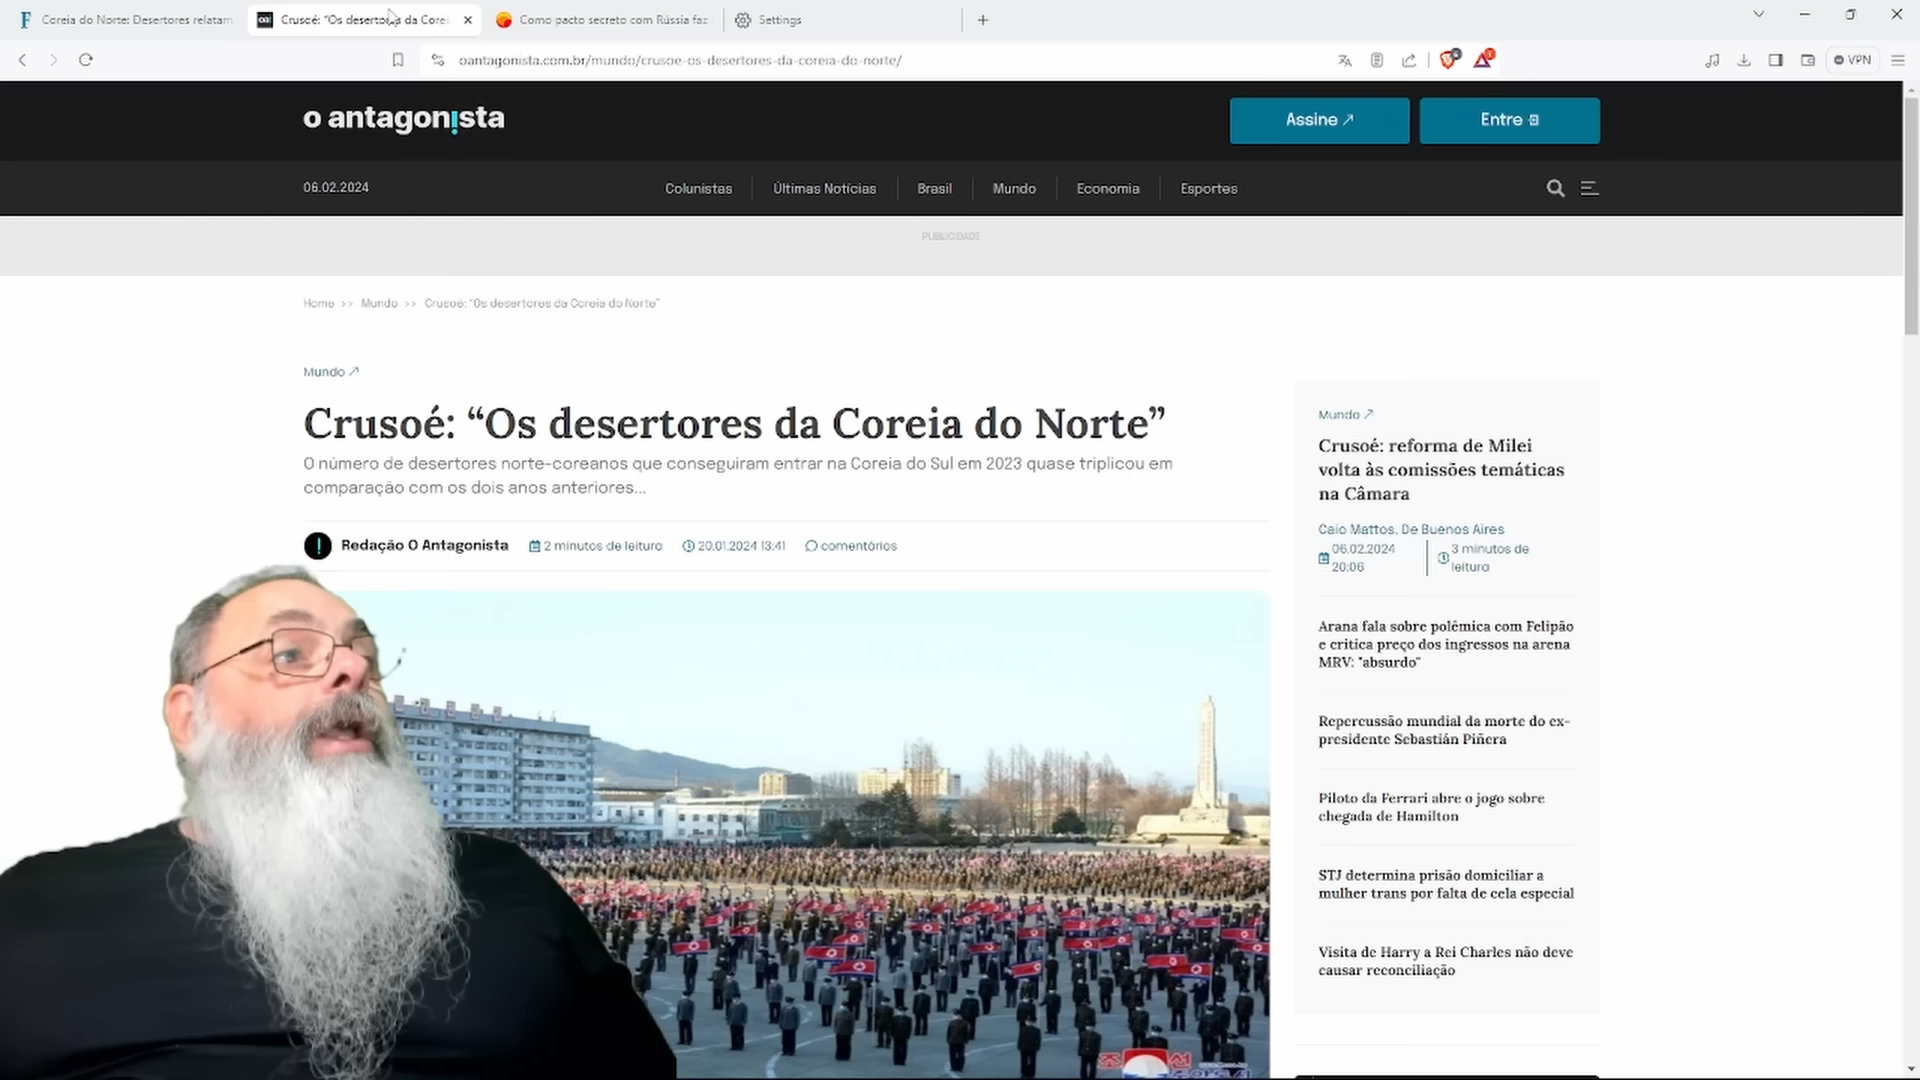 Coreia do Norte: Desertores relatam
Crusoé: “Os desertores da Corei
Como pacto secreto com Rússia faz
Settings
oantagonista.com.br/mundo/crusoe-os-desertores-da-coreia-do-norte/
VPN
o antagonista
Assine
Entre
06.02.2024
Colunistas
Últimas Notícias
Brasil
Mundo
Economia
Esportes
PUBLICIDADE
Home >> Mundo >> Crusoé: “Os desertores da Coreia do Norte”
Mundo
Crusoé: “Os desertores da Coreia do Norte”
O número de desertores norte-coreanos que conseguiram entrar na Coreia do Sul em 2023 quase triplicou em
comparação com os dois anos anteriores...
Redação O Antagonista
2 minutos de leitura
20.01.2024 13:41
comentários
Mundo
Crusoé: reforma de Milei
volta às comissões temáticas
na Câmara
Caio Mattos, De Buenos Aires
06.02.2024
20:06
3 minutos de
leitura
Arana fala sobre polêmica com Felipão
e critica preço dos ingressos na arena
MRV: "absurdo"
Repercussão mundial da morte do ex-
presidente Sebastián Piñera
Piloto da Ferrari abre o jogo sobre
chegada de Hamilton
STJ determina prisão domiciliar a
mulher trans por falta de cela especial
Visita de Harry a Rei Charles não deve
causar reconciliação